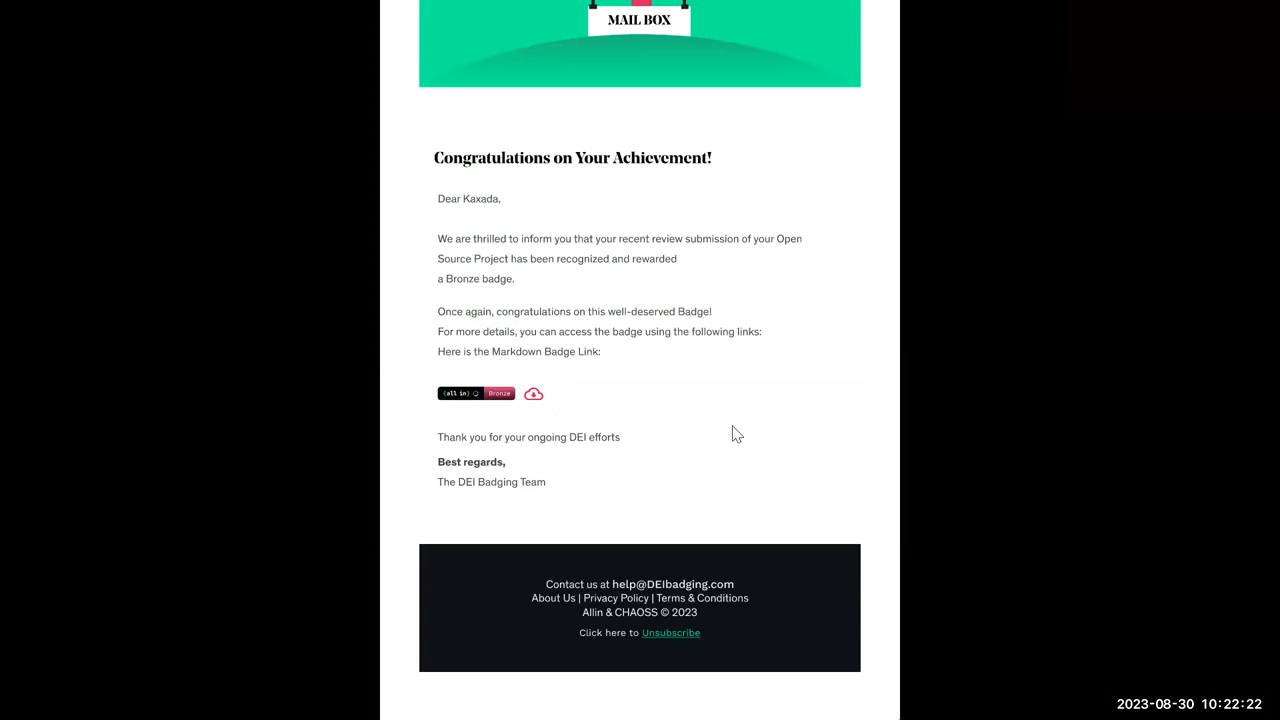 MAIL BOX
Congratulations on Your Achievement!
Dear Kaxada,
We are thrilled to inform you that your recent review submission of your Open
Source Project has been recognized and rewarded
a Bronze badge.
Once again, congratulations on this well-deserved Badge!
For more details, you can access the badge using the following links:
Here is the Markdown Badge Link:
{all in} Bronze
Thank you for your ongoing DEI efforts
Best regards,
The DEI Badging Team
Contact us at help@DEIbadging.com
About Us | Privacy Policy | Terms & Conditions
Allin & CHAOSS © 2023
Click here to Unsubscribe
2023-08-30 10:22:22